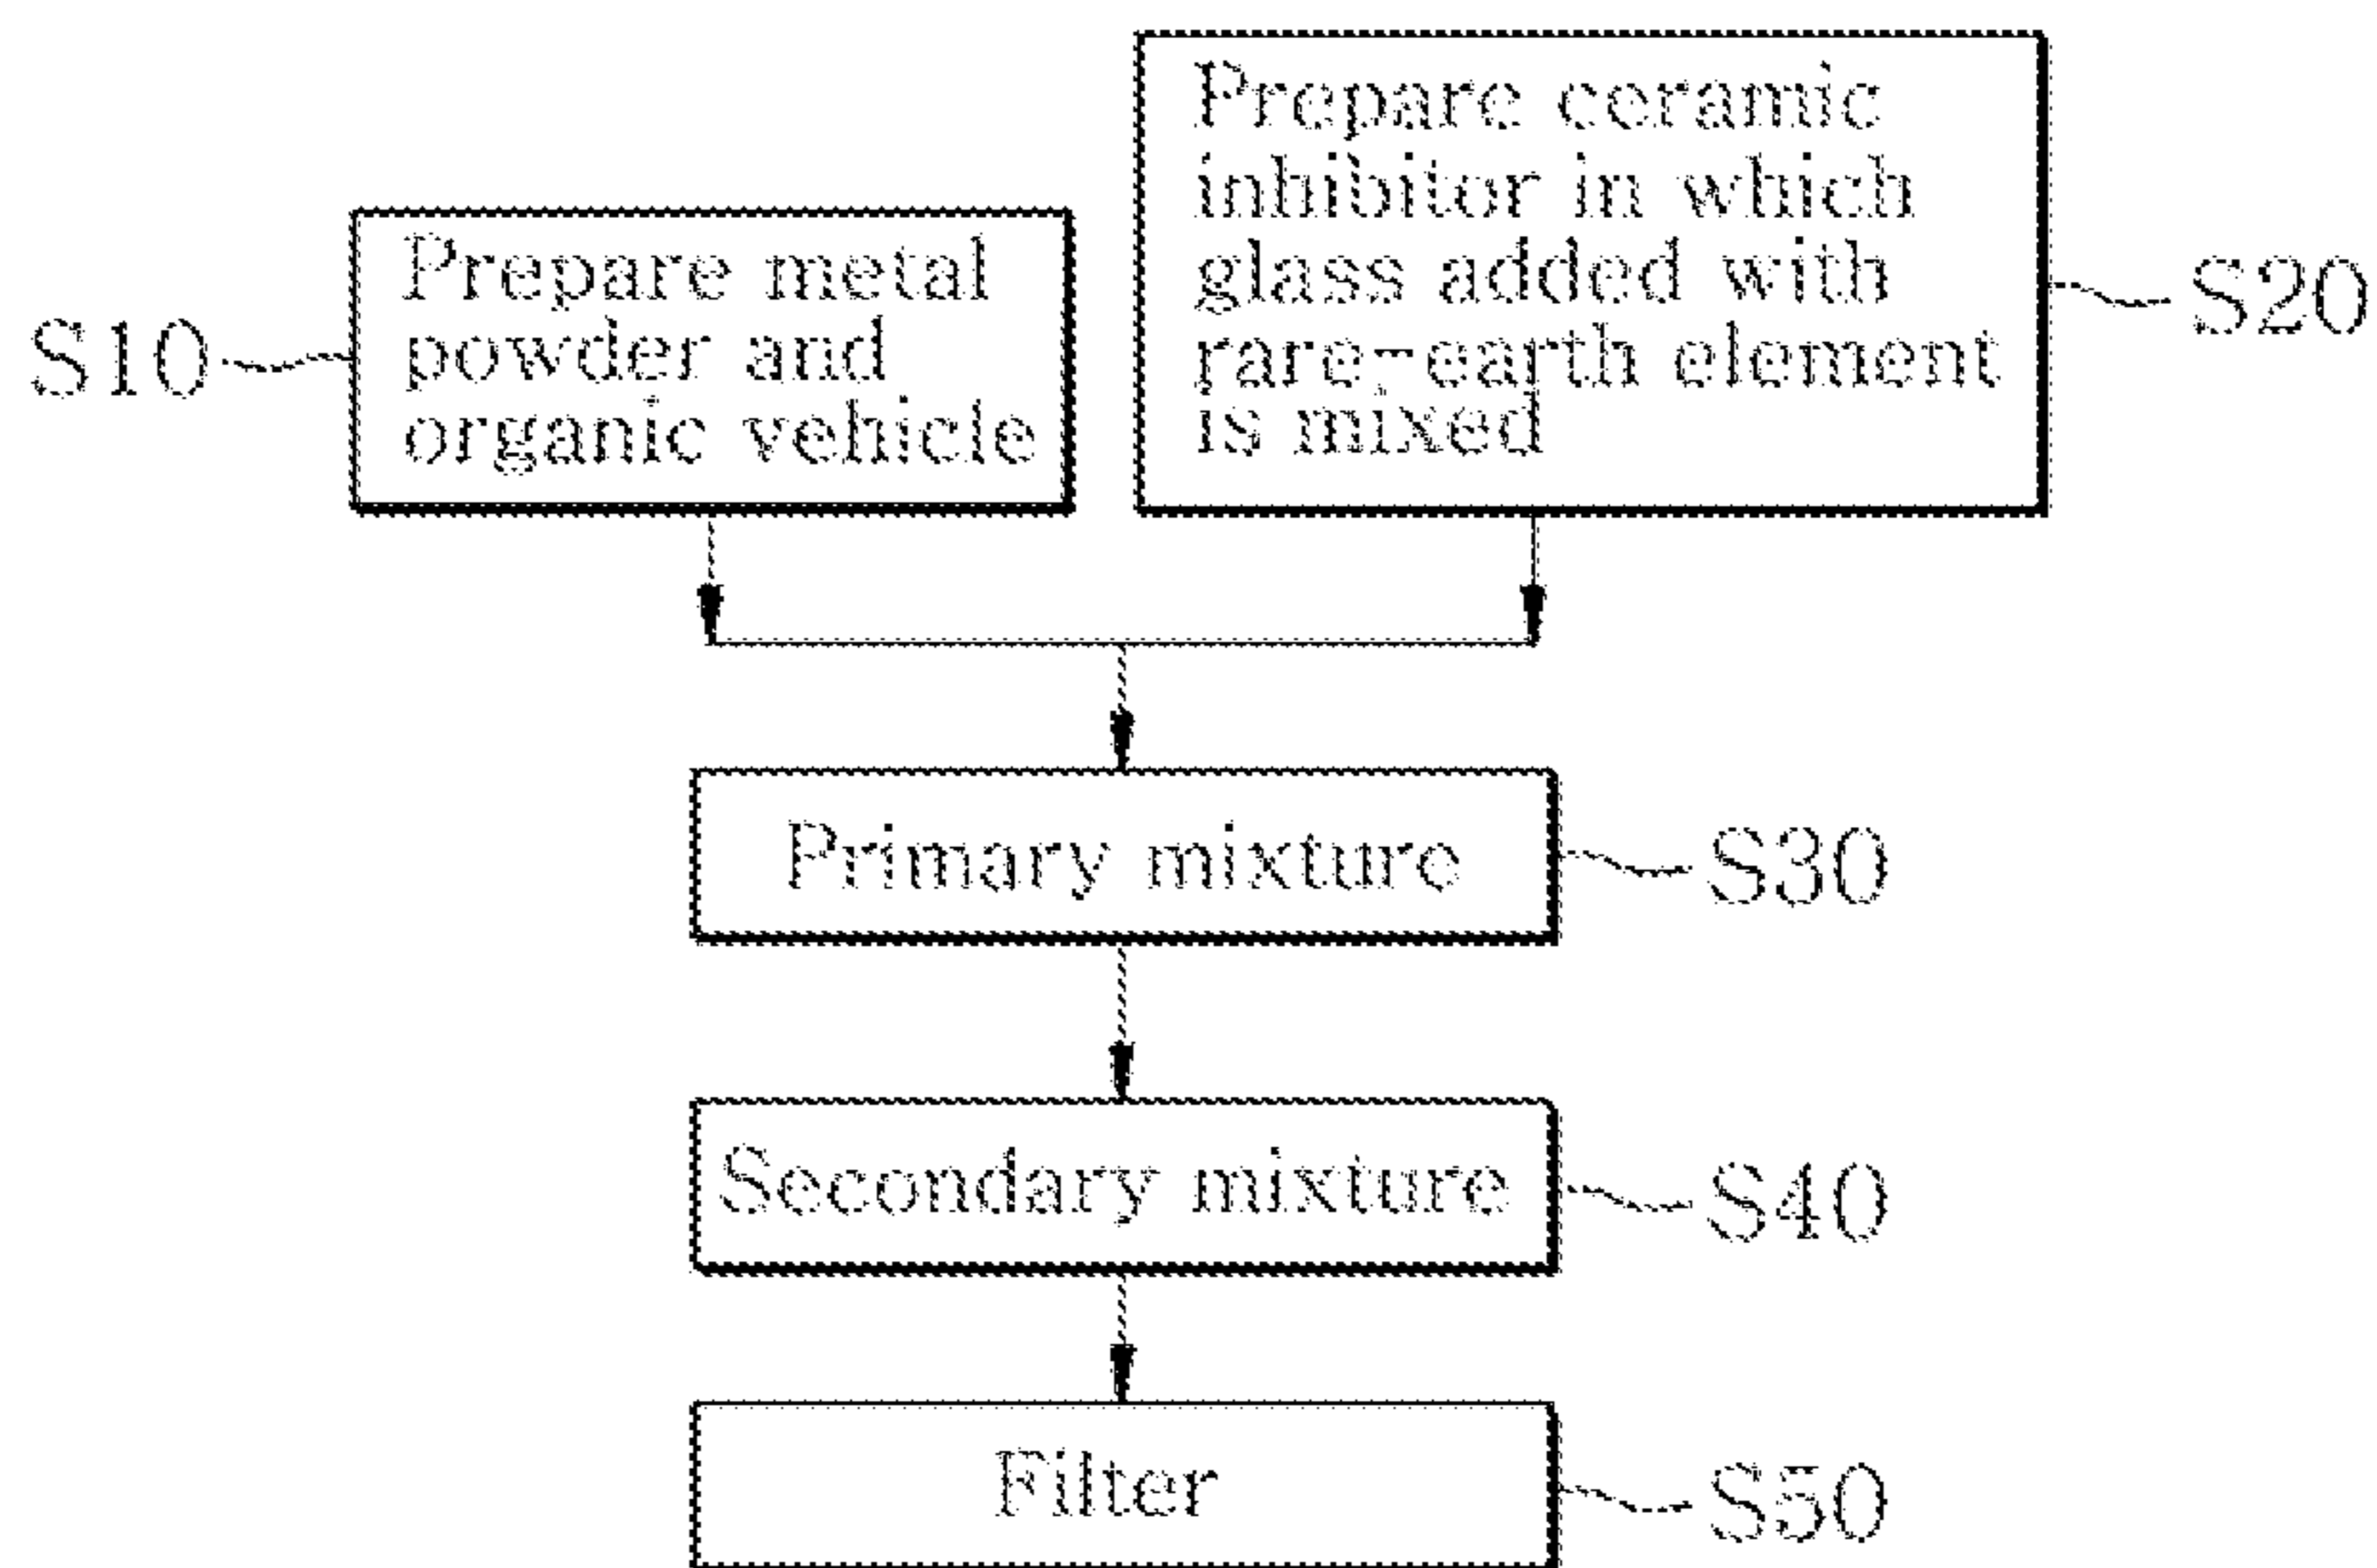 Prepare metal
powder and
organic vehicle
S10
Prepare ceramic
inhibitor in which
glass added with
rare-earth element
is mixed
S20
Primary mixture
S30
Secondary mixture
S40
Filter
S50